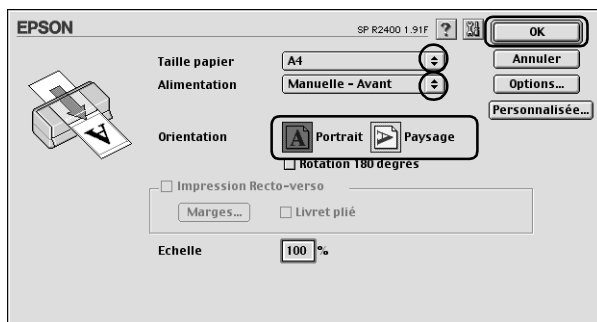 EPSON
SP R2400 1.91F ? OK
Taille papier A4 Annuler
Alimentation Manuelle - Avant Options...
Personnalisée...
Orientation A Portrait A Paysage
Rotation 180 degrés
Impression Recto-verso
Marges... Livret plié
Echelle 100 %
A